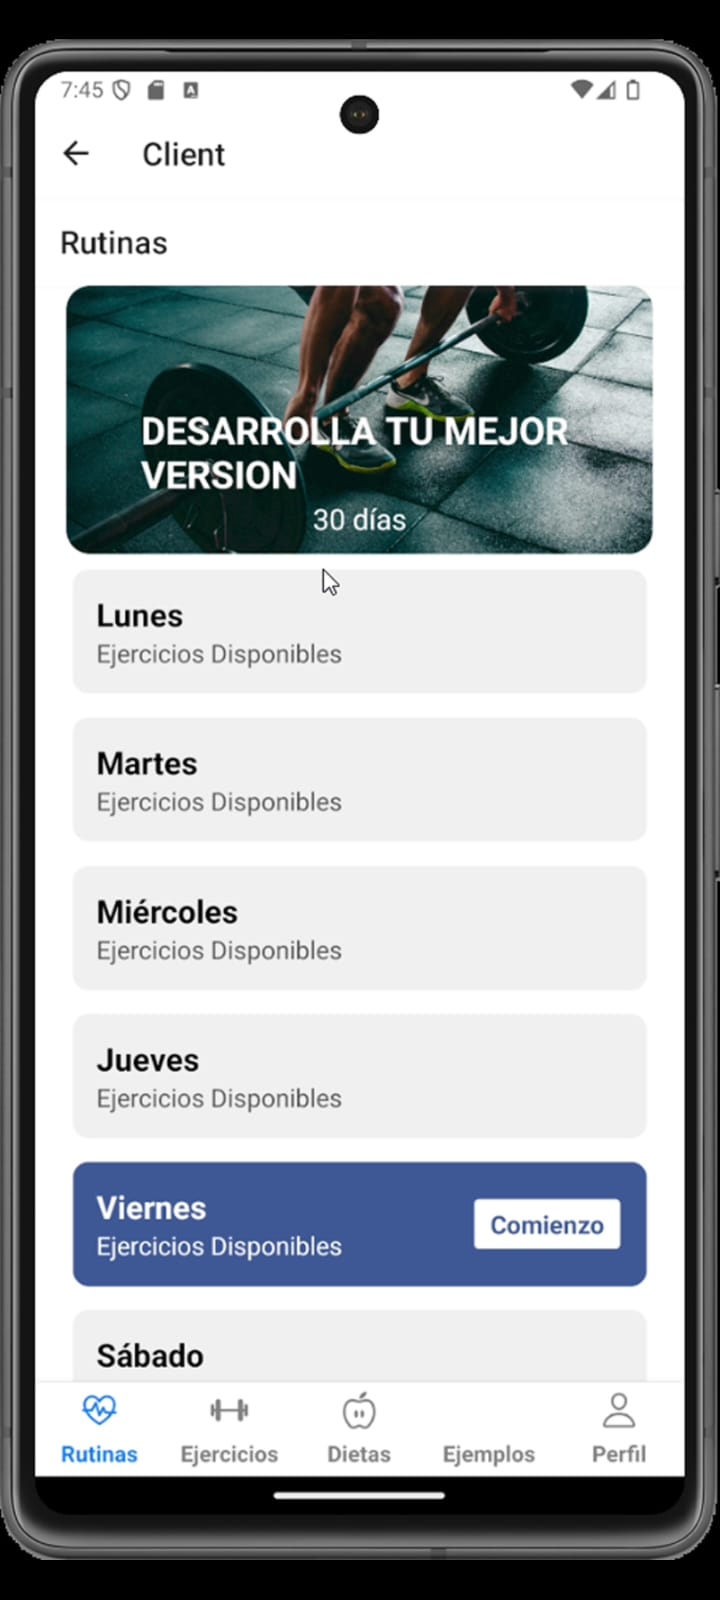 7:45
Client
Rutinas
DESARROLLA TU MEJOR
VERSION
30 días
Lunes
Ejercicios Disponibles
Martes
Ejercicios Disponibles
Miércoles
Ejercicios Disponibles
Jueves
Ejercicios Disponibles
Viernes
Ejercicios Disponibles
Comienzo
Sábado
Rutinas
Ejercicios
Dietas
Ejemplos
Perfil